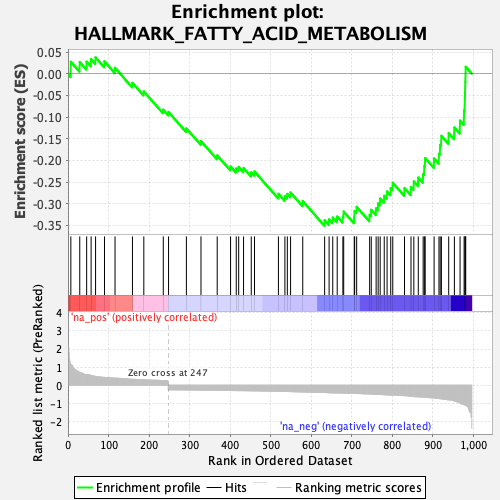 Enrichment plot:
HALLMARK_FATTY_ACID_METABOLISM
Enrichment score (ES)
0.05
0.00
-0.05
-0.10
-0.15
-0.20
-0.25
-0.30
-0.35
'na_pos' (positively correlated)
Ranked list metric (PreRanked)
4
3
2
1
0
-1
-2
Zero cross at 247
'na_neg' (negatively correlated)
0 100 200 300 400 500 600 700 800 900 1,000
Rank in Ordered Dataset
Enrichment profile Hits Ranking metric scores